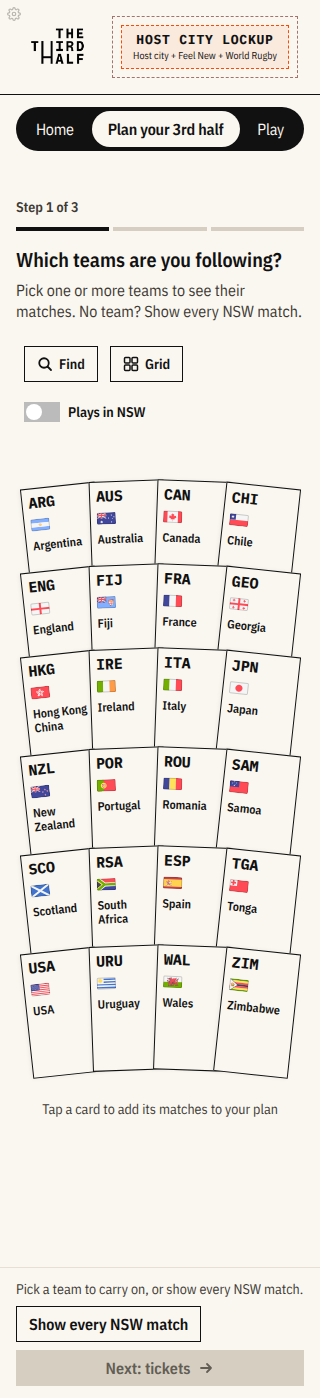 THE
THIRD
HALF
HOST CITY LOCKUP
Host city + Feel New + World Rugby
Home
Plan your 3rd half
Play
Step 1 of 3
Which teams are you following?
Pick one or more teams to see their
matches. No team? Show every NSW match.
Find
Grid
Plays in NSW
ARG
Argentina
AUS
Australia
CAN
Canada
CHI
Chile
ENG
England
FIJ
Fiji
FRA
France
GEO
Georgia
HKG
Hong Kong
China
IRE
Ireland
ITA
Italy
JPN
Japan
NZL
New
Zealand
POR
Portugal
ROU
Romania
SAM
Samoa
SCO
Scotland
RSA
South
Africa
ESP
Spain
TGA
Tonga
USA
USA
URU
Uruguay
WAL
Wales
ZIM
Zimbabwe
Tap a card to add its matches to your plan
Pick a team to carry on, or show every NSW match.
Show every NSW match
Next: tickets →